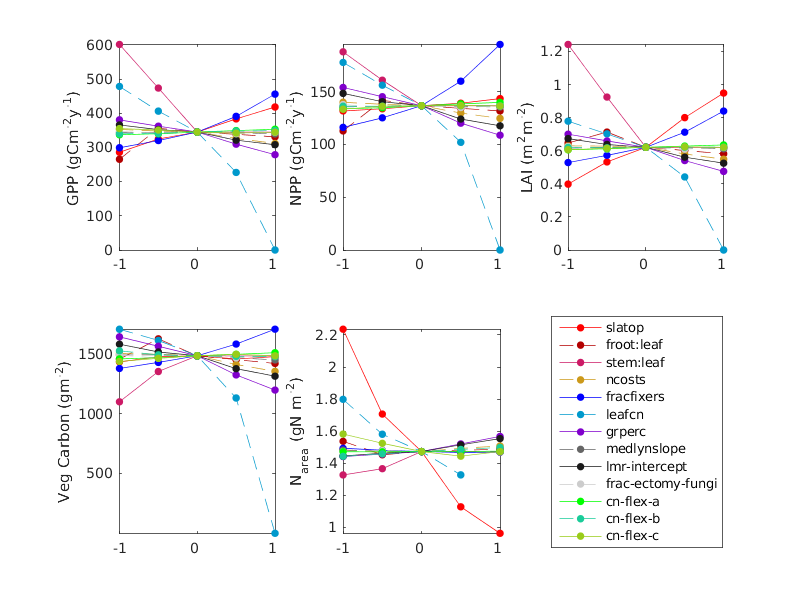 600
500
400
300
200
100
0
GPP (gCm⁻²y⁻¹)
-1
0
1
150
100
50
0
NPP (gCm⁻²y⁻¹)
-1
0
1
1.2
1
0.8
0.6
0.4
0.2
0
LAI (m²m⁻²)
-1
0
1
1500
1000
500
Veg Carbon (gm⁻²)
-1
0
1
2.2
2
1.8
1.6
1.4
1.2
1
N_area (gN m⁻²)
-1
0
1
slatop
froot:leaf
stem:leaf
ncosts
fracfixers
leafcn
grperc
medlynslope
lmr-intercept
frac-ectomy-fungi
cn-flex-a
cn-flex-b
cn-flex-c